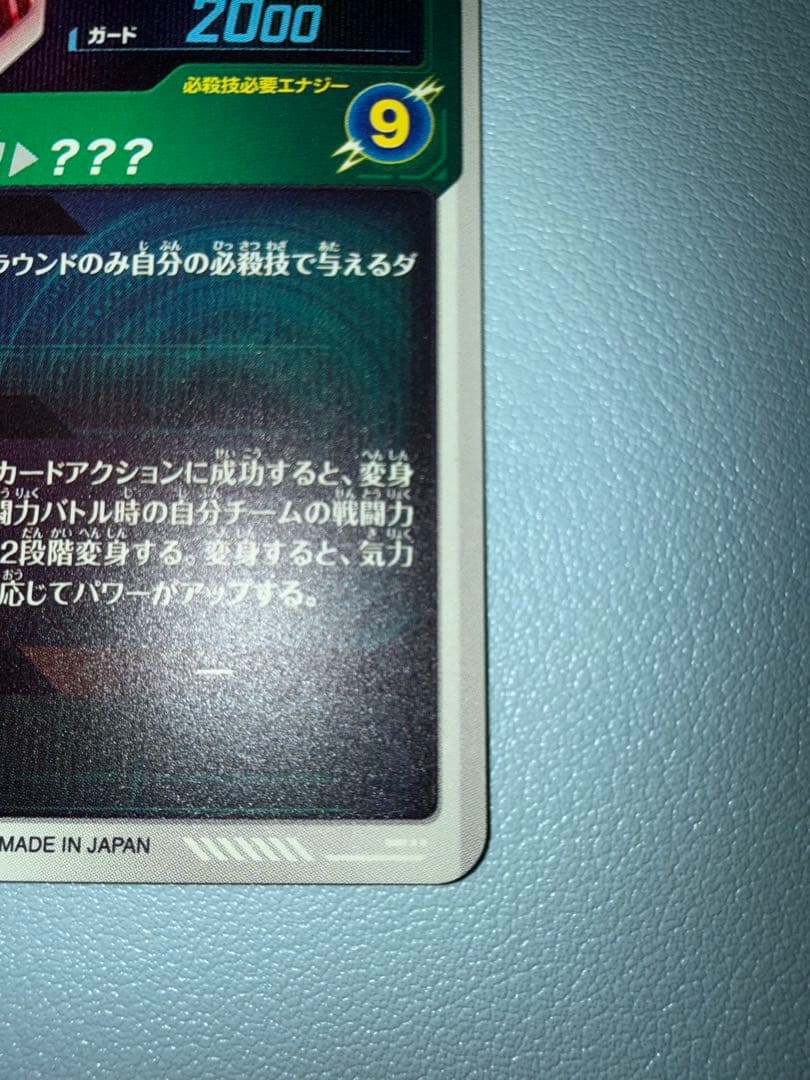 ガード 2000
必殺技必要エナジー
9
???
ラウンドのみ自分の必殺技で与えるダ
カードアクションに成功すると、変身
闘力バトル時の自分チームの戦闘力
2段階変身する。変身すると、気力
応じてパワーがアップする。
ー
MADE IN JAPAN